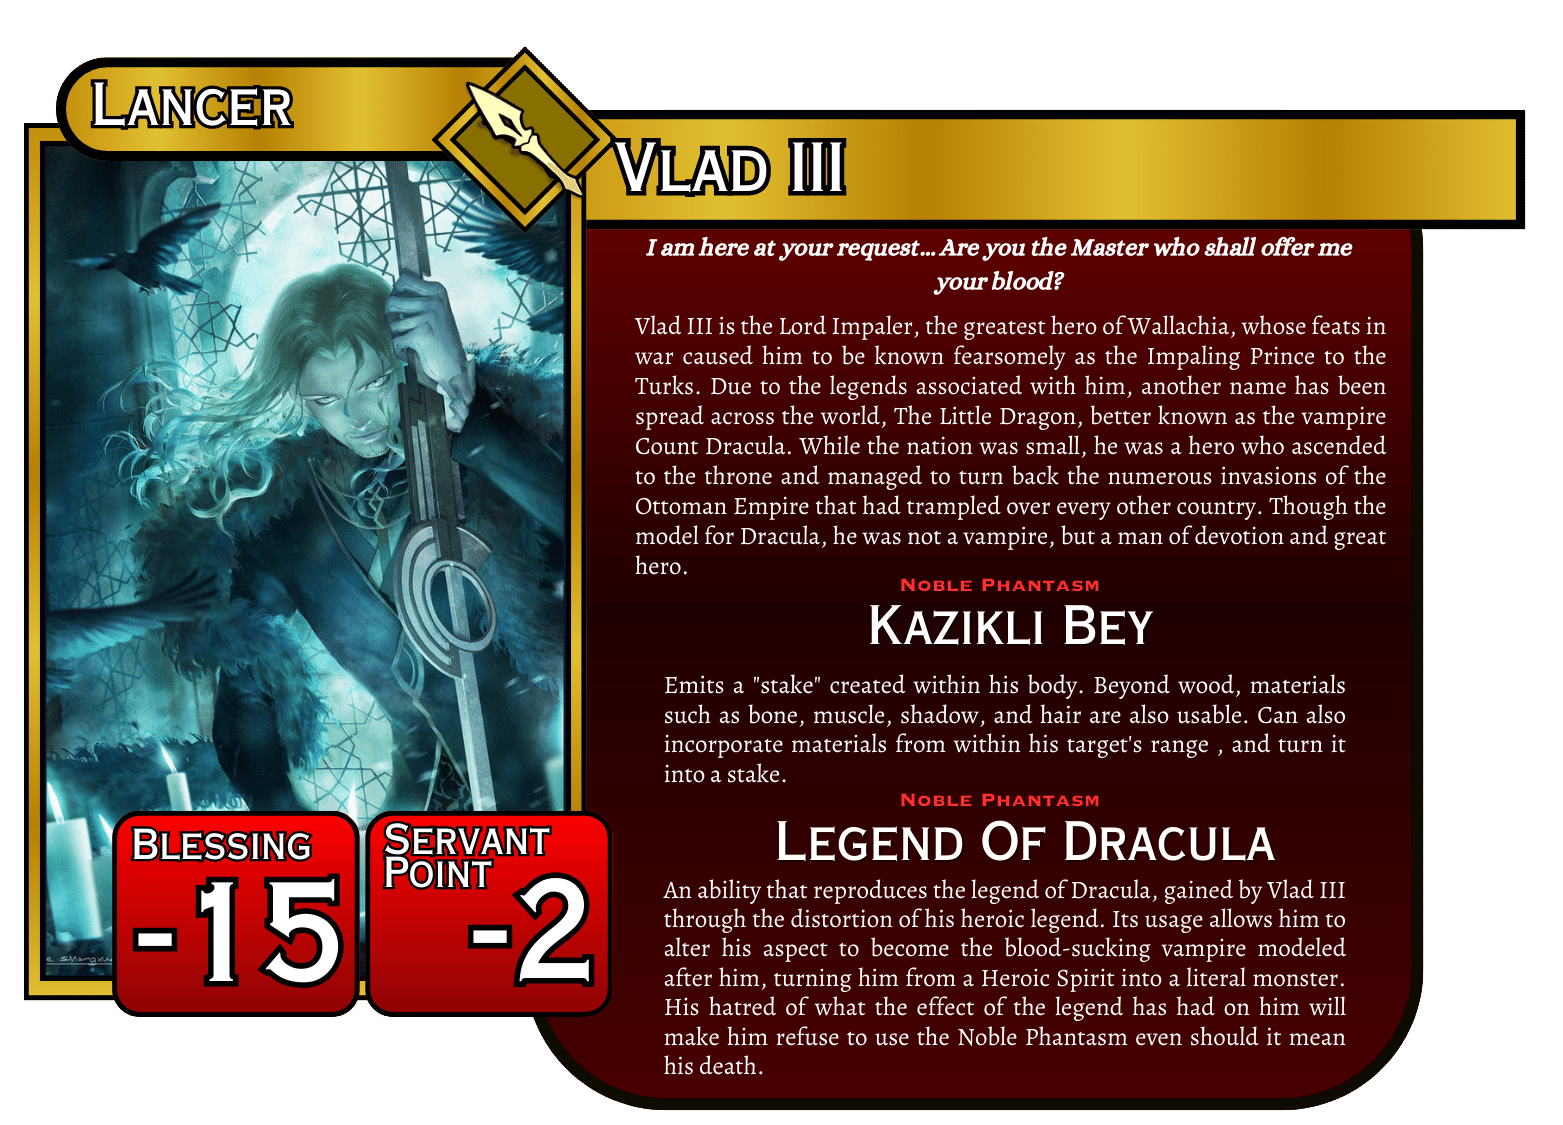 Lancer
Vlad III
I am here at your request... Are you the Master who shall offer me
your blood?
Vlad III is the Lord Impaler, the greatest hero of Wallachia, whose feats in
war caused him to be known fearsomely as the Impaling Prince to the
Turks. Due to the legends associated with him, another name has been
spread across the world, The Little Dragon, better known as the vampire
Count Dracula. While the nation was small, he was a hero who ascended
to the throne and managed to turn back the numerous invasions of the
Ottoman Empire that had trampled over every other country. Though the
model for Dracula, he was not a vampire, but a man of devotion and great
hero.
Noble Phantasm
Kazikli Bey
Emits a "stake" created within his body. Beyond wood, materials
such as bone, muscle, shadow, and hair are also usable. Can also
incorporate materials from within his target's range , and turn it
into a stake.
Noble Phantasm
Legend Of Dracula
An ability that reproduces the legend of Dracula, gained by Vlad III
through the distortion of his heroic legend. Its usage allows him to
alter his aspect to become the blood-sucking vampire modeled
after him, turning him from a Heroic Spirit into a literal monster.
His hatred of what the effect of the legend has had on him will
make him refuse to use the Noble Phantasm even should it mean
his death.
Blessing
-15
Servant
Point
-2